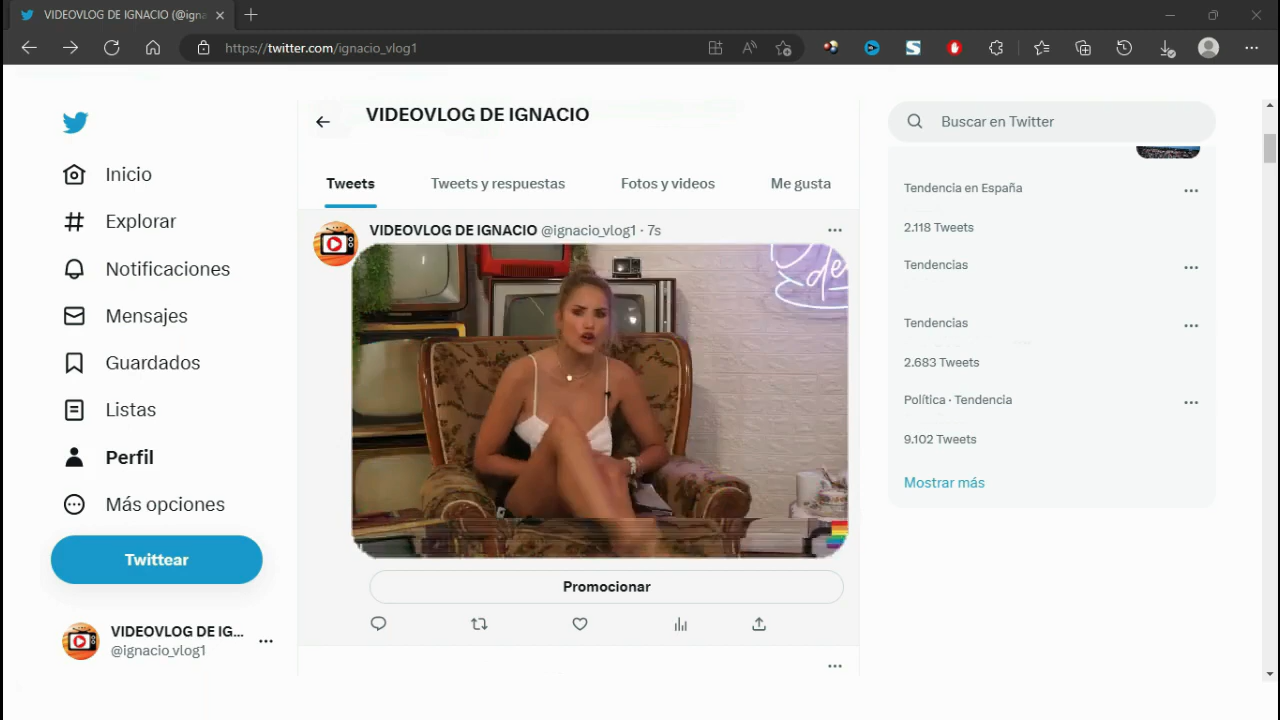 VIDEOVLOG DE IGNACIO (@igna
https://twitter.com/ignacio_vlog1
VIDEOVLOG DE IGNACIO
Buscar en Twitter
Inicio
Explorar
Notificaciones
Mensajes
Guardados
Listas
Perfil
Más opciones
Twittear
VIDEOVLOG DE IG...
@ignacio_vlog1
Tweets
Tweets y respuestas
Fotos y videos
Me gusta
VIDEOVLOG DE IGNACIO @ignacio_vlog1 · 7s
de
Promocionar
Tendencia en España
2.118 Tweets
Tendencias
Tendencias
2.683 Tweets
Política · Tendencia
9.102 Tweets
Mostrar más